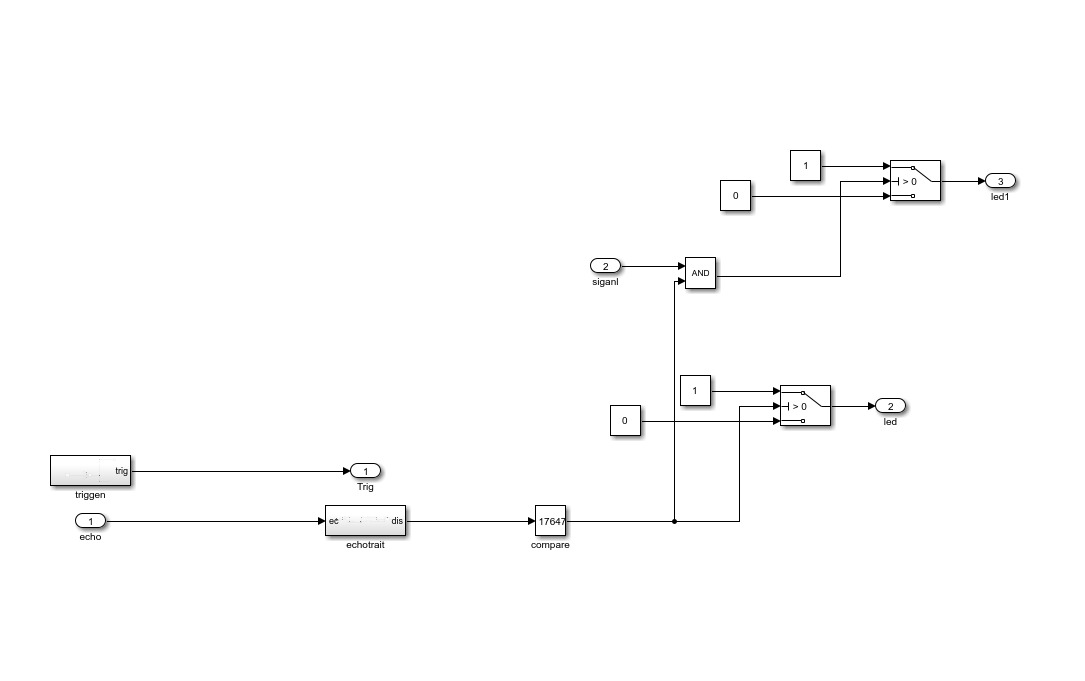 1
> 0
3
led1
0
2
siganl
AND
1
> 0
2
led
0
trig
triggen
1
Trig
1
echo
ec
dis
echotrait
17647
compare